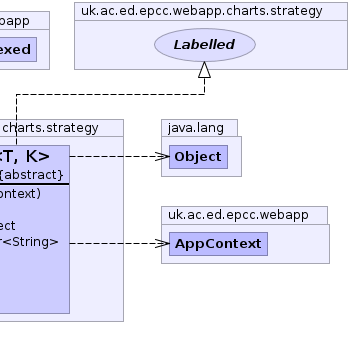 bapp
exed
uk.ac.ed.epcc.webapp.charts.strategy
Labelled
charts.strategy
<T, K>
{abstract}
ontext)
ect
r<String>
java.lang
Object
uk.ac.ed.epcc.webapp
AppContext